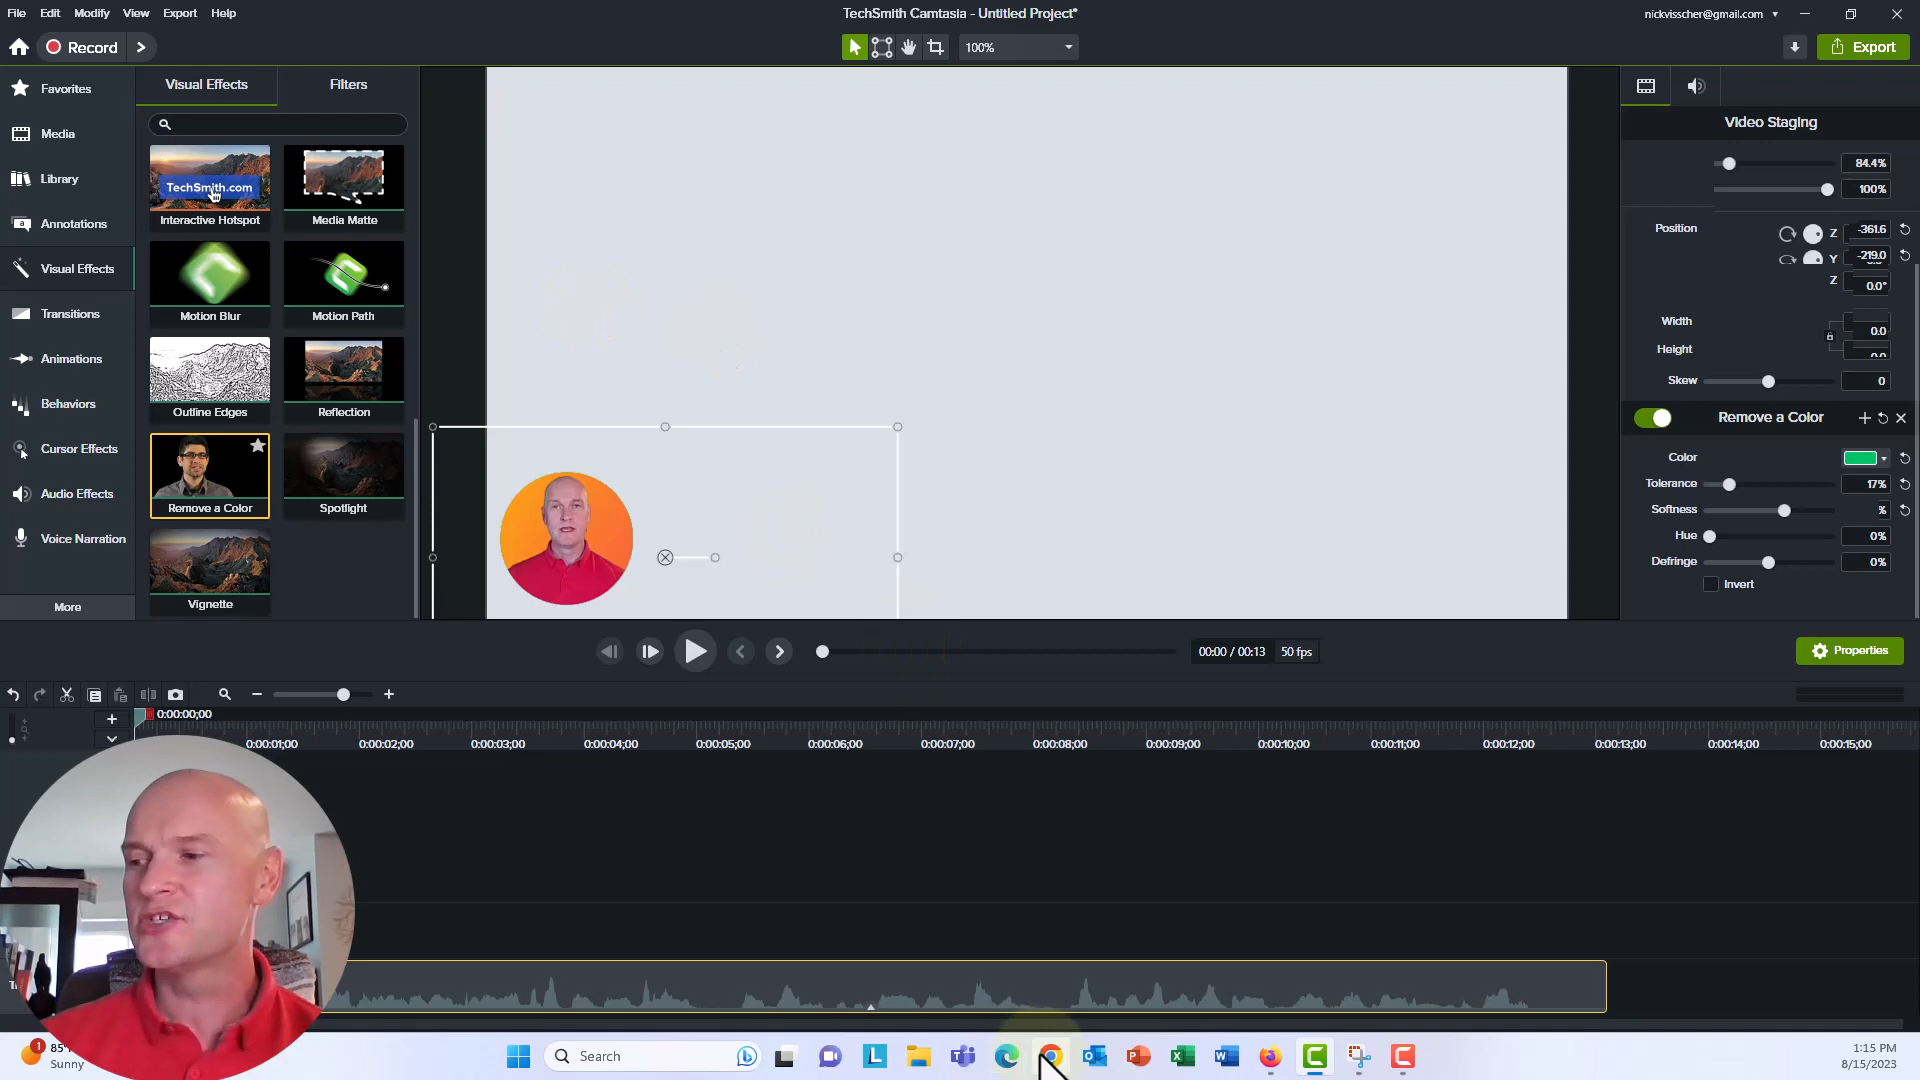 File Edit Modify View Export Help
TechSmith Camtasia - Untitled Project*
nickvisscher@gmail.com
Record
100%
Export
Favorites
Media
Library
Annotations
Visual Effects
Transitions
Animations
Behaviors
Cursor Effects
Audio Effects
Voice Narration
More
Visual Effects
Filters
TechSmith.com
Interactive Hotspot
Media Matte
Motion Blur
Motion Path
Outline Edges
Reflection
Remove a Color
Spotlight
Vignette
Video Staging
84.4%
100%
Position
Z -361.6
Y -219.0
Z 0.0°
Width
0.0
Height
Skew 0
Remove a Color
Color
Tolerance 17%
Softness %
Hue 0%
Defringe 0%
Invert
00:00 / 00:13 50 fps
Properties
0:00:00;00
0:00:01;00 0:00:02;00 0:00:03;00 0:00:04;00 0:00:05;00 0:00:06;00 0:00:07;00 0:00:08;00 0:00:09;00 0:00:10;00 0:00:11;00 0:00:12;00 0:00:13;00 0:00:14;00 0:00:15;00
1
Sunny
Search
1:15 PM
8/15/2023